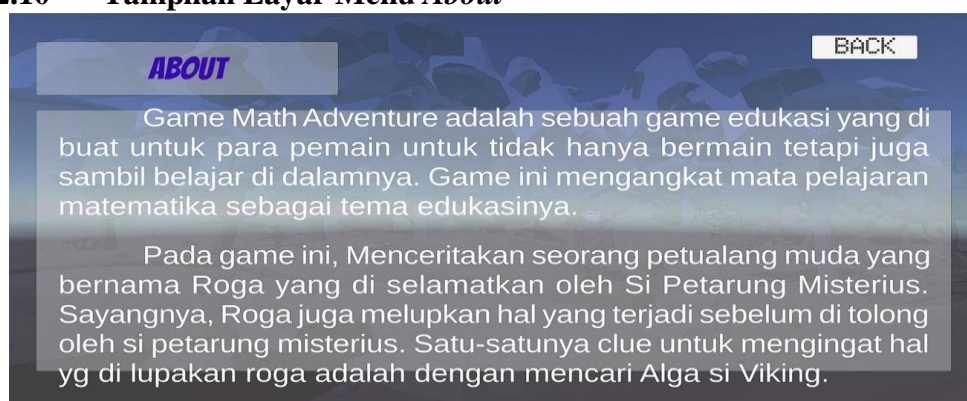 Tampilan Layar Menu About
BACK
ABOUT
Game Math Adventure adalah sebuah game edukasi yang di
buat untuk para pemain untuk tidak hanya bermain tetapi juga
sambil belajar di dalamnya. Game ini mengangkat mata pelajaran
matematika sebagai tema edukasinya.
Pada game ini, Menceritakan seorang petualang muda yang
bernama Roga yang di selamatkan oleh Si Petarung Misterius.
Sayangnya, Roga juga melupkan hal yang terjadi sebelum di tolong
oleh si petarung misterius. Satu-satunya clue untuk mengingat hal
yg di lupakan roga adalah dengan mencari Alga si Viking.